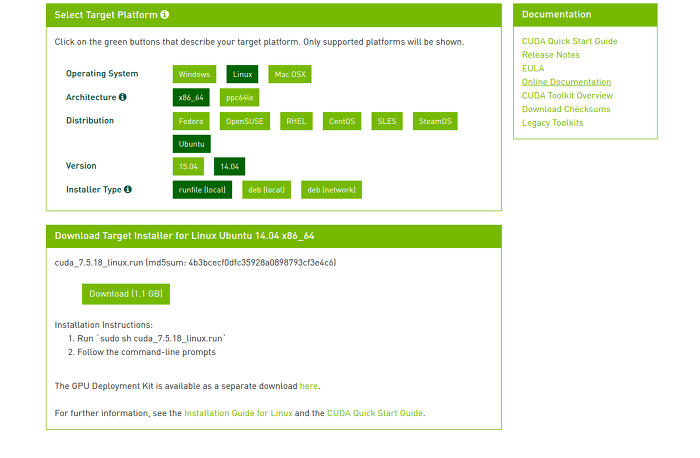 Select Target Platform
Click on the green buttons that describe your target platform. Only supported platforms will be shown.
Operating System Windows Linux Mac OSX
Architecture x86_64 ppc64le
Distribution Fedora OpenSUSE RHEL CentOS SLES SteamOS
Ubuntu
Version 15.04 14.04
Installer Type runfile (local) deb (local) deb (network)
Download Target Installer for Linux Ubuntu 14.04 x86_64
cuda_7.5.18_linux.run (md5sum: 4b3bcecf0dfc35928a0898793cf3e4c6)
Download (1.1 GB)
Installation Instructions:
1. Run `sudo sh cuda_7.5.18_linux.run`
2. Follow the command-line prompts
The GPU Deployment Kit is available as a separate download here.
For further information, see the Installation Guide for Linux and the CUDA Quick Start Guide.
Documentation
CUDA Quick Start Guide
Release Notes
EULA
Online Documentation
CUDA Toolkit Overview
Download Checksums
Legacy Toolkits